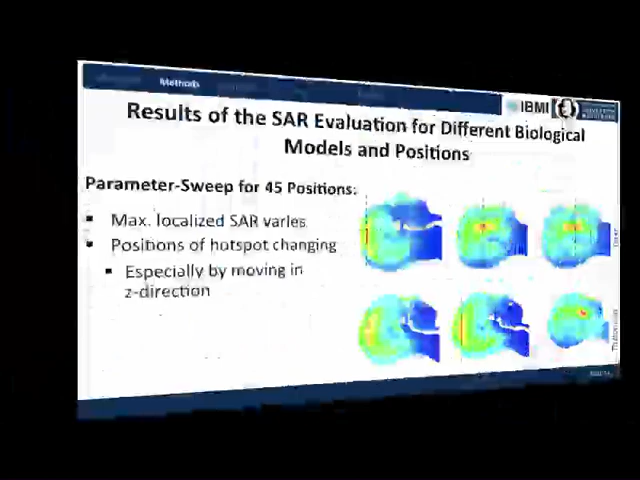 Methods
IBMI
Results of the SAR Evaluation for Different Biological
Models and Positions
Parameter-Sweep for 45 Positions:
Max. localized SAR varies
Positions of hotspot changing
Especially by moving in
z-direction